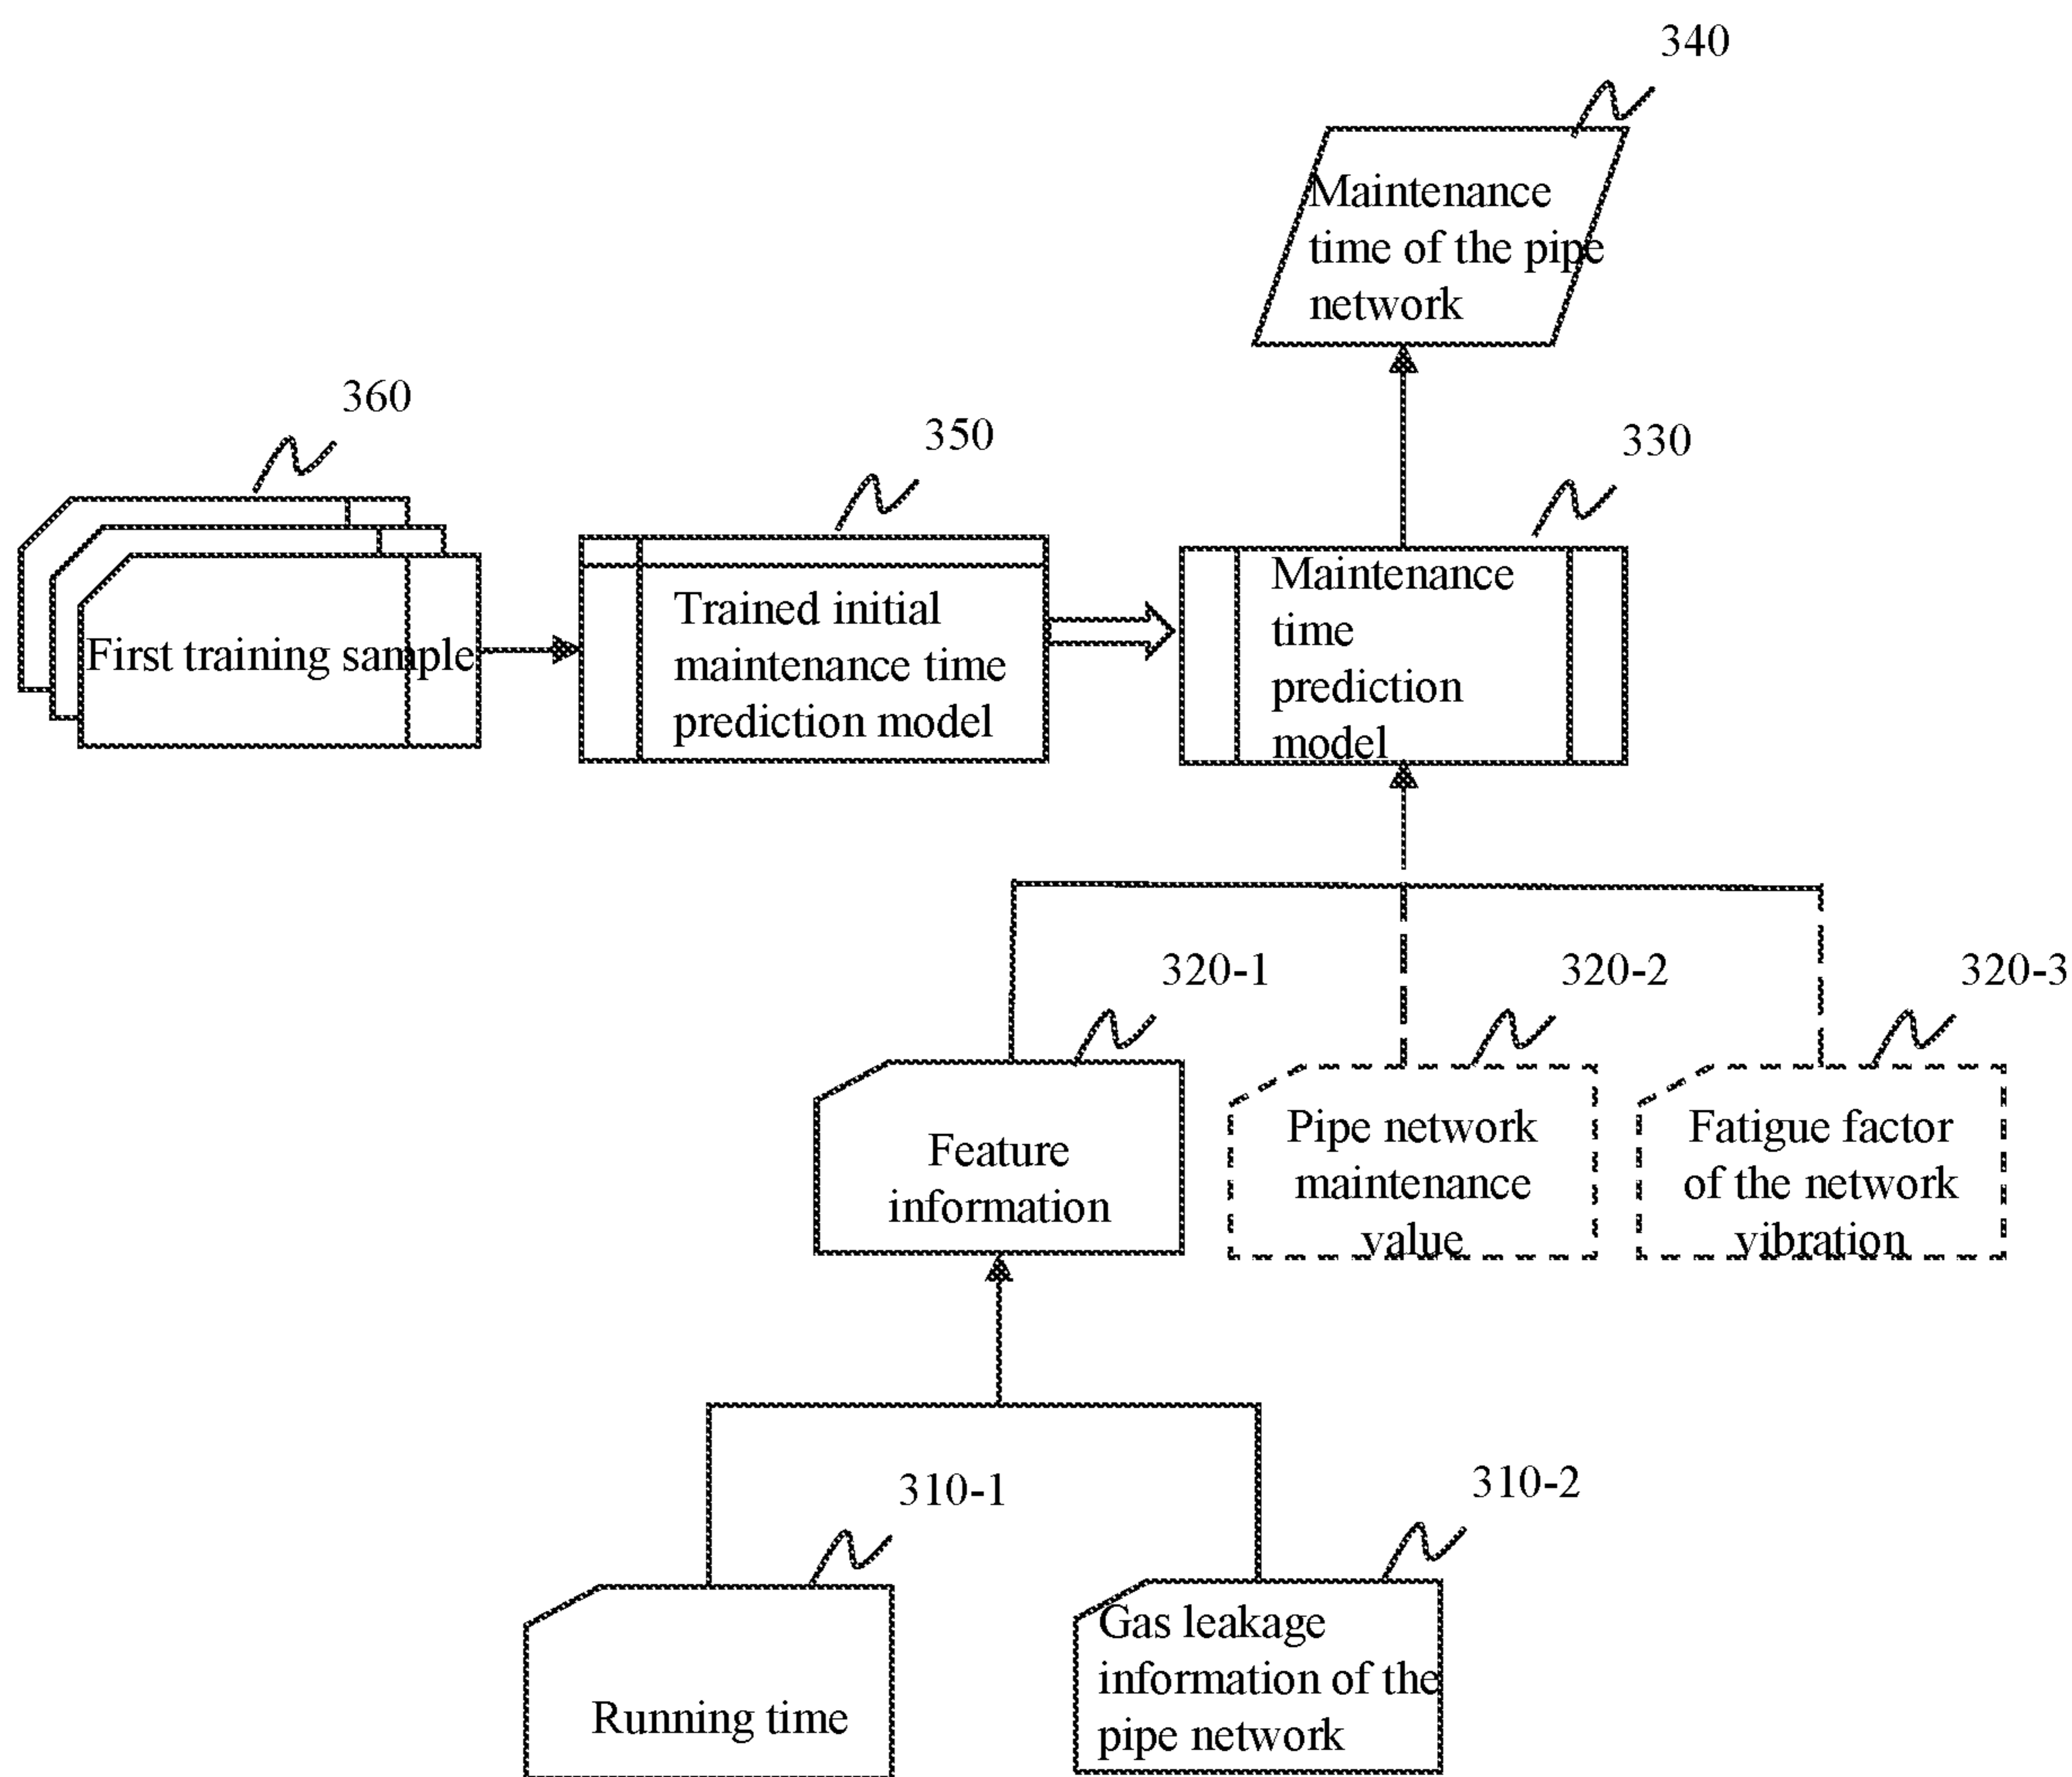 340
Maintenance
time of the pipe
network
360
350
330
First training sample
Trained initial
maintenance time
prediction model
Maintenance
time
prediction
model
320-1
320-2
320-3
Feature
information
Pipe network
maintenance
value
Fatigue factor
of the network
vibration
310-1
310-2
Running time
Gas leakage
information of the
pipe network